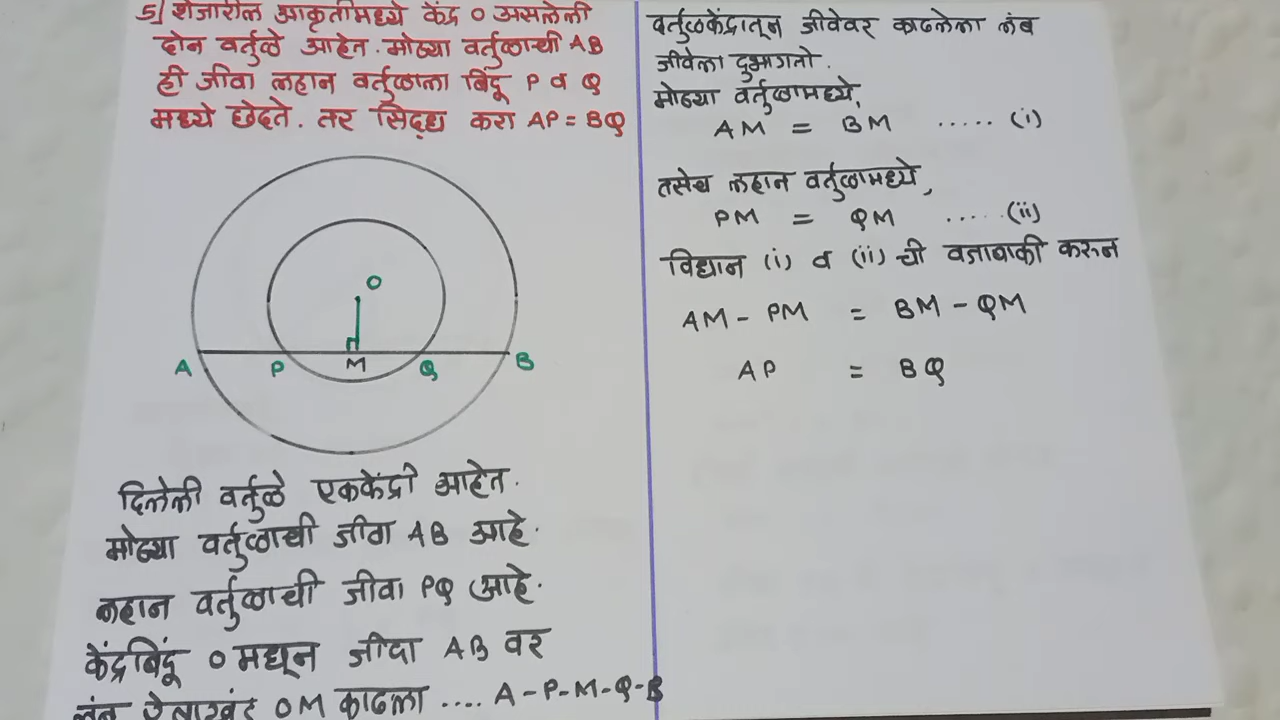 5) शेजारील आकृतीमध्ये केंद्र O असलेली
दोन वर्तुळे आहेत. मोठ्या वर्तुळाची AB
ही जीवा लहान वर्तुळाला बिंदू P व Q
मध्ये छेदते. तर सिद्ध करा AP = BQ
O
A P M Q B
दिलेली वर्तुळे एककेंद्री आहेत.
मोठ्या वर्तुळाची जीवा AB आहे.
लहान वर्तुळाची जीवा PQ आहे.
केंद्रबिंदू O मधून जीवा AB वर
लंब रेषाखंड OM काढला .... A - P - M - Q - B
वर्तुळकेंद्रातून जीवेवर काढलेला लंब
जीवेला दुभागतो.
मोठ्या वर्तुळामध्ये,
AM = BM ..... (i)
तसेच लहान वर्तुळामध्ये,
PM = QM ..... (ii)
विधान (i) व (ii) ची वजाबाकी करुन
AM - PM = BM - QM
AP = BQ